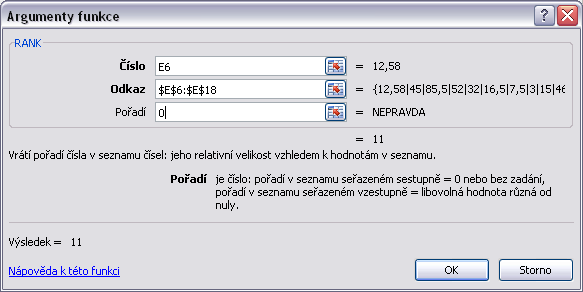 Argumenty funkce
RANK
Číslo E6 = 12,58
Odkaz $E$6:$E$18 = {12,58|45|85,5|52|32|16,5|7,5|3|15|46
Pořadí 0 = NEPRAVDA
= 11
Vrátí pořadí čísla v seznamu čísel: jeho relativní velikost vzhledem k hodnotám v seznamu.
Pořadí je číslo: pořadí v seznamu seřazeném sestupně = 0 nebo bez zadání,
pořadí v seznamu seřazeném vzestupně = libovolná hodnota různá od
nuly.
Výsledek = 11
Nápověda k této funkci
OK Storno